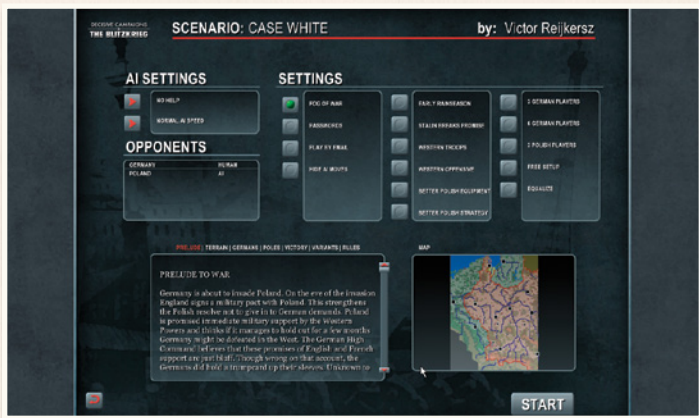 DECISIVE CAMPAIGNS
THE BLITZKRIEG
SCENARIO: CASE WHITE
by: Victor Reijkersz
AI SETTINGS
NO HELP
NORMAL AI SPEED
OPPONENTS
GERMANY HUMAN
POLAND AI
SETTINGS
FOG OF WAR
PASSWORDS
PLAY BY EMAIL
HIDE AI MOVES
EARLY RAINSEASON
STALIN BREAKS PROMISE
WESTERN TROOPS
WESTERN OFFENSIVE
BETTER POLISH EQUIPMENT
BETTER POLISH STRATEGY
3 GERMAN PLAYERS
GERMAN PLAYERS
POLISH PLAYERS
FREE SETUP
EQUALIZE
PRELUDE | TERRAIN | GERMANS | POLES | VICTORY | VARIANTS | RULES
PRELUDE TO WAR
Germany is about to invade Poland. On the eve of the invasion
England signs a military pact with Poland. This strengthens
the Polish resolve not to give in to German demands. Poland
is promised immediate military support by the Western
Powers and thinks if it manages to hold out for a few months
Germany might be defeated in the West. The German High
Command believes that these promises of English and French
support are just bluff. Though wrong on that account, the
Germans did hold a trumpcard up their sleeves. Unknown to
MAP
START